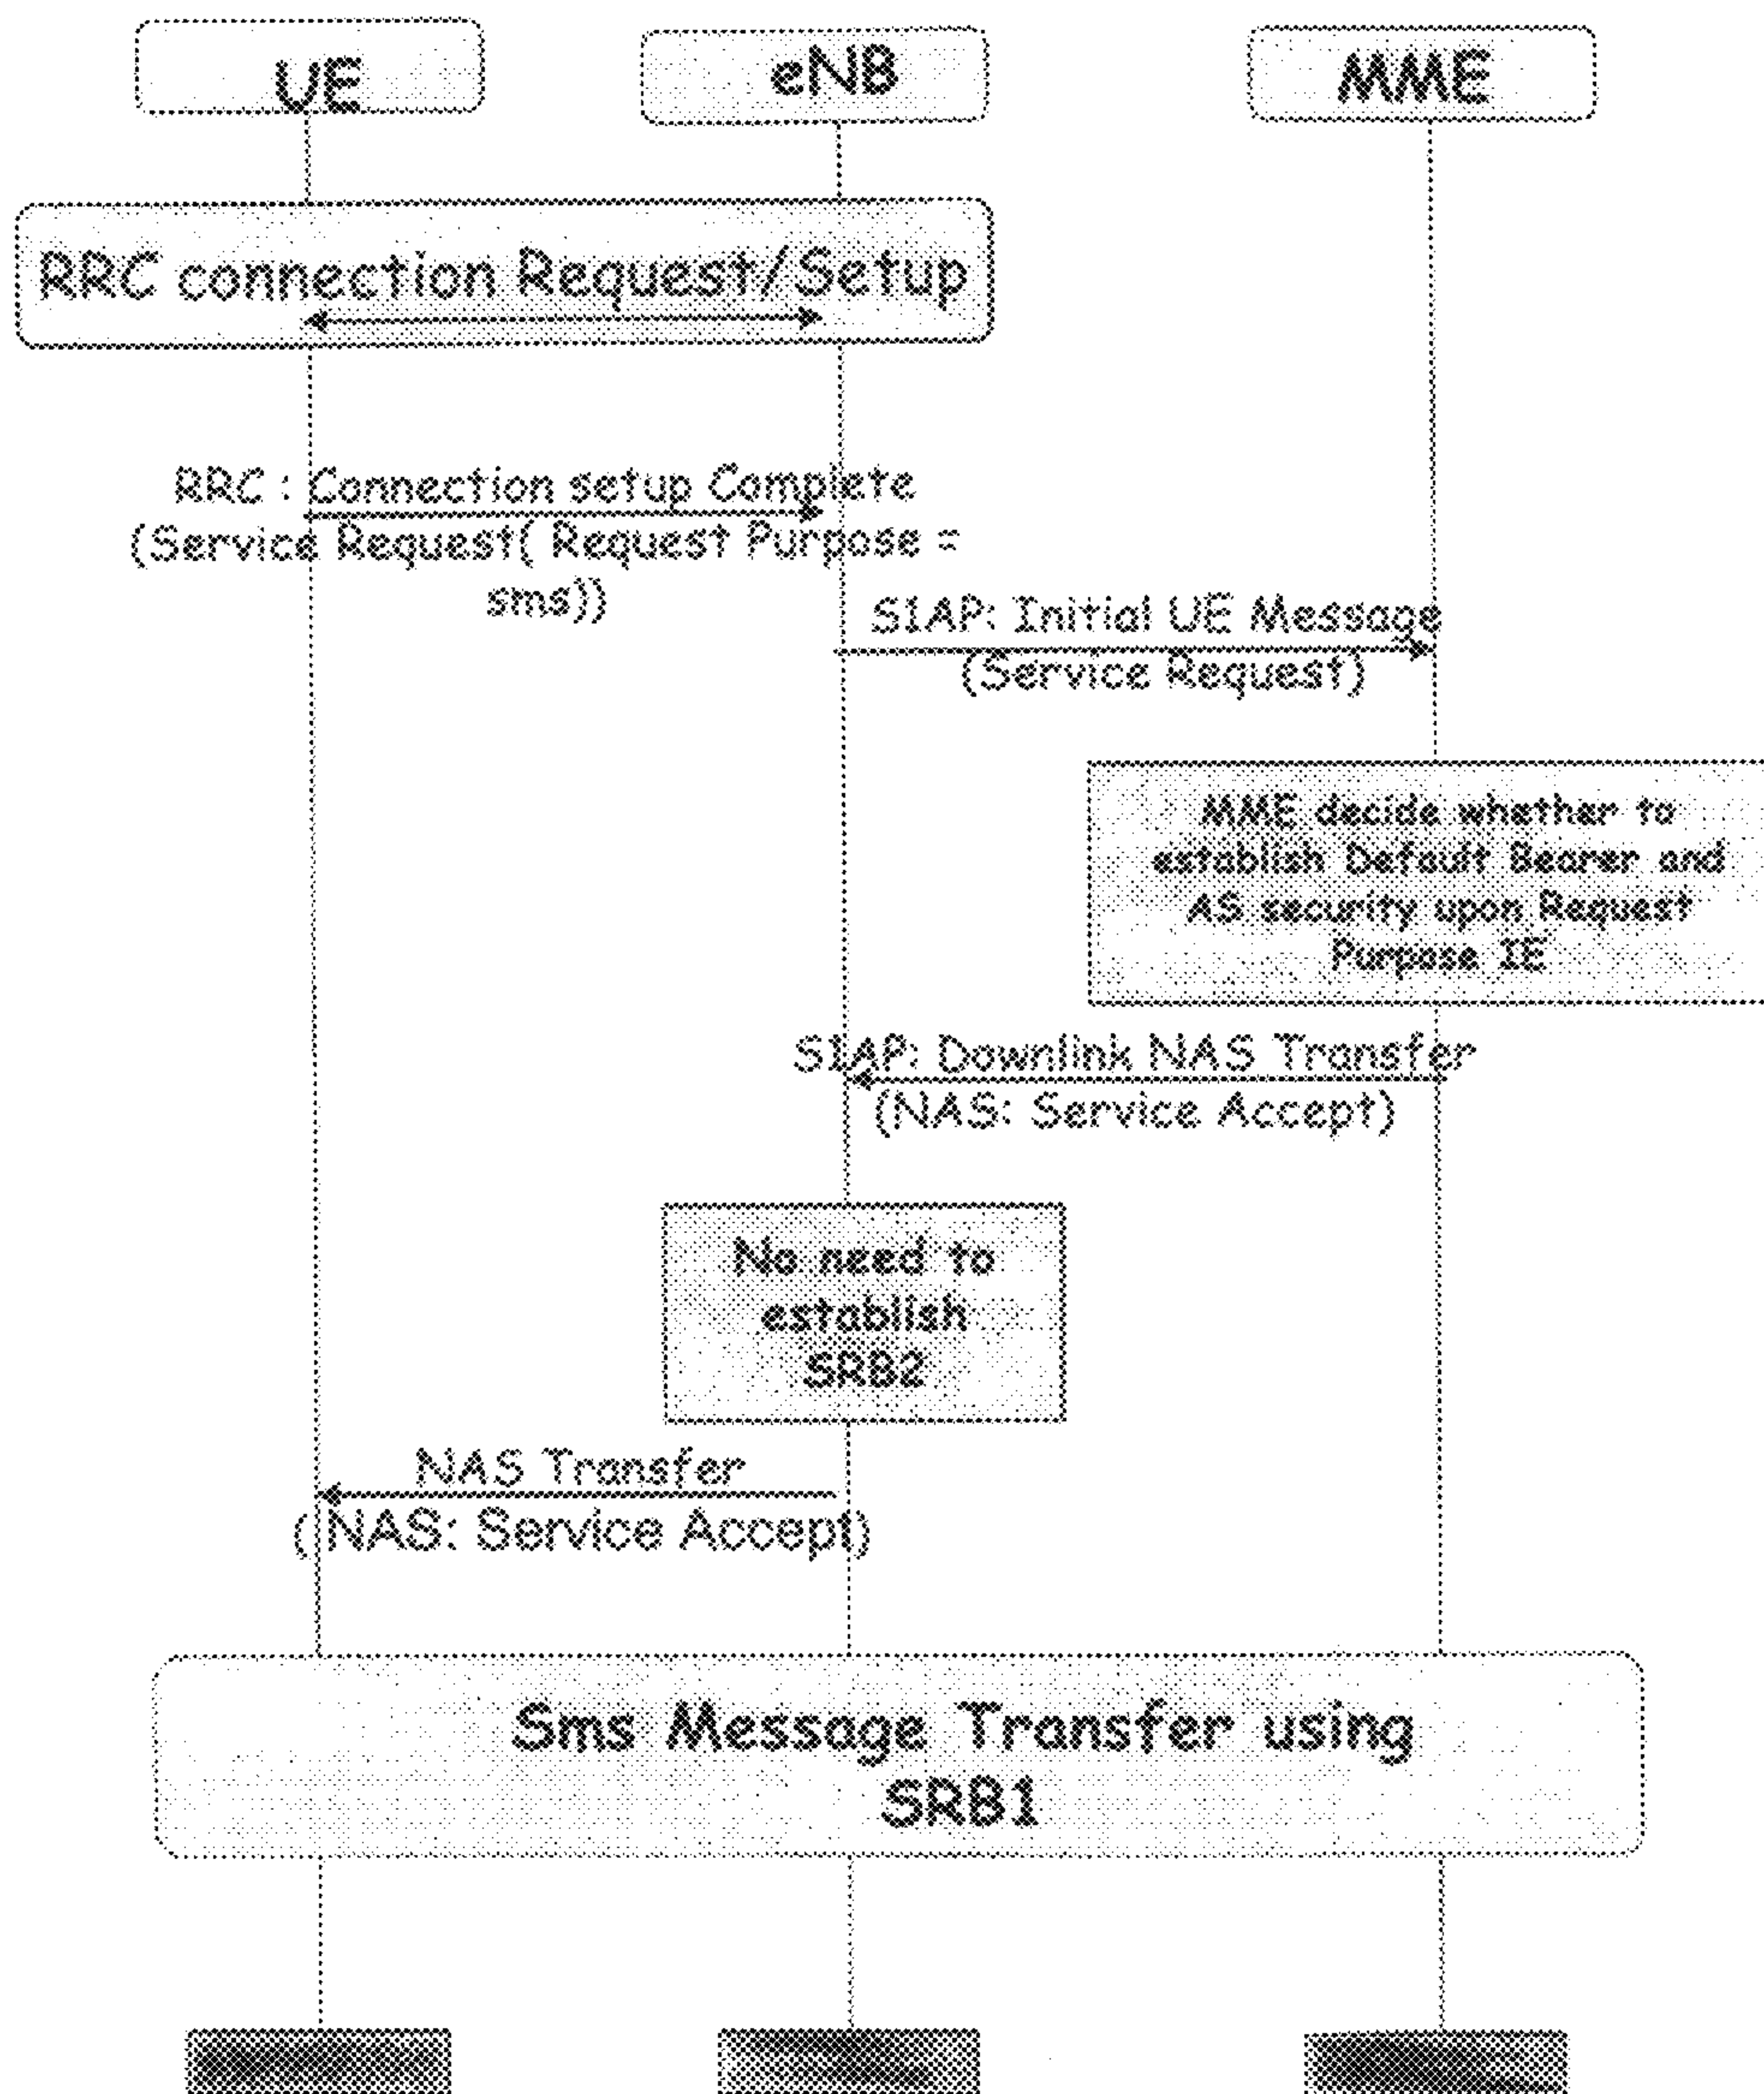 UE
eNB
MME
RRC connection Request/Setup
RRC : Connection setup Complete
(Service Request( Request Purpose =
sms))
S1AP: Initial UE Message
(Service Request)
MME decide whether to
establish Default Bearer and
AS security upon Request
Purpose IE
S1AP: Downlink NAS Transfer
(NAS: Service Accept)
No need to
establish
SRB2
NAS Transfer
( NAS: Service Accept)
Sms Message Transfer using
SRB1